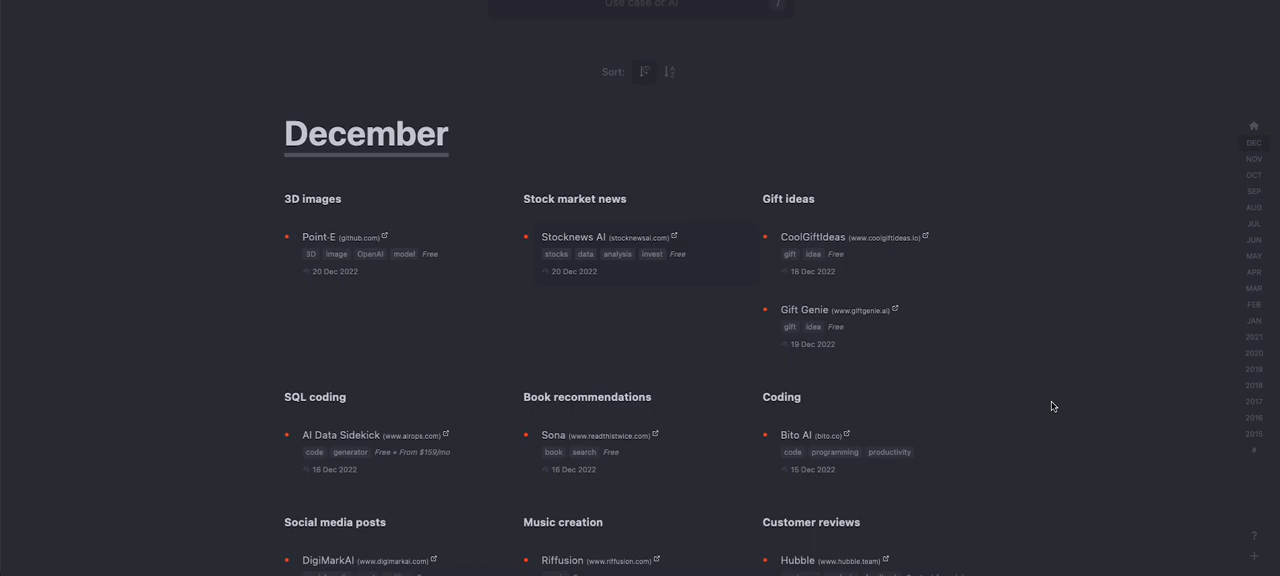 Use case or AI /
Sort:
December
3D images
Point·E (github.com)
3D image OpenAI model Free
20 Dec 2022
Stock market news
Stocknews AI (stocknewsai.com)
stocks data analysis invest Free
20 Dec 2022
Gift ideas
CoolGiftIdeas (www.coolgiftideas.io)
gift idea Free
18 Dec 2022
Gift Genie (www.giftgenie.ai)
gift idea Free
19 Dec 2022
SQL coding
AI Data Sidekick (www.airops.com)
code generator Free + From $169/mo
16 Dec 2022
Book recommendations
Sona (www.readthistwice.com)
book search Free
16 Dec 2022
Coding
Bito AI (bito.co)
code programming productivity
15 Dec 2022
Social media posts
DigiMarkAI (www.digimarkai.com)
Music creation
Riffusion (www.riffusion.com)
Customer reviews
Hubble (www.hubble.team)
DEC
NOV
OCT
SEP
AUG
JUL
JUN
MAY
APR
MAR
FEB
JAN
2021
2020
2019
2018
2017
2016
2015
#
?
+